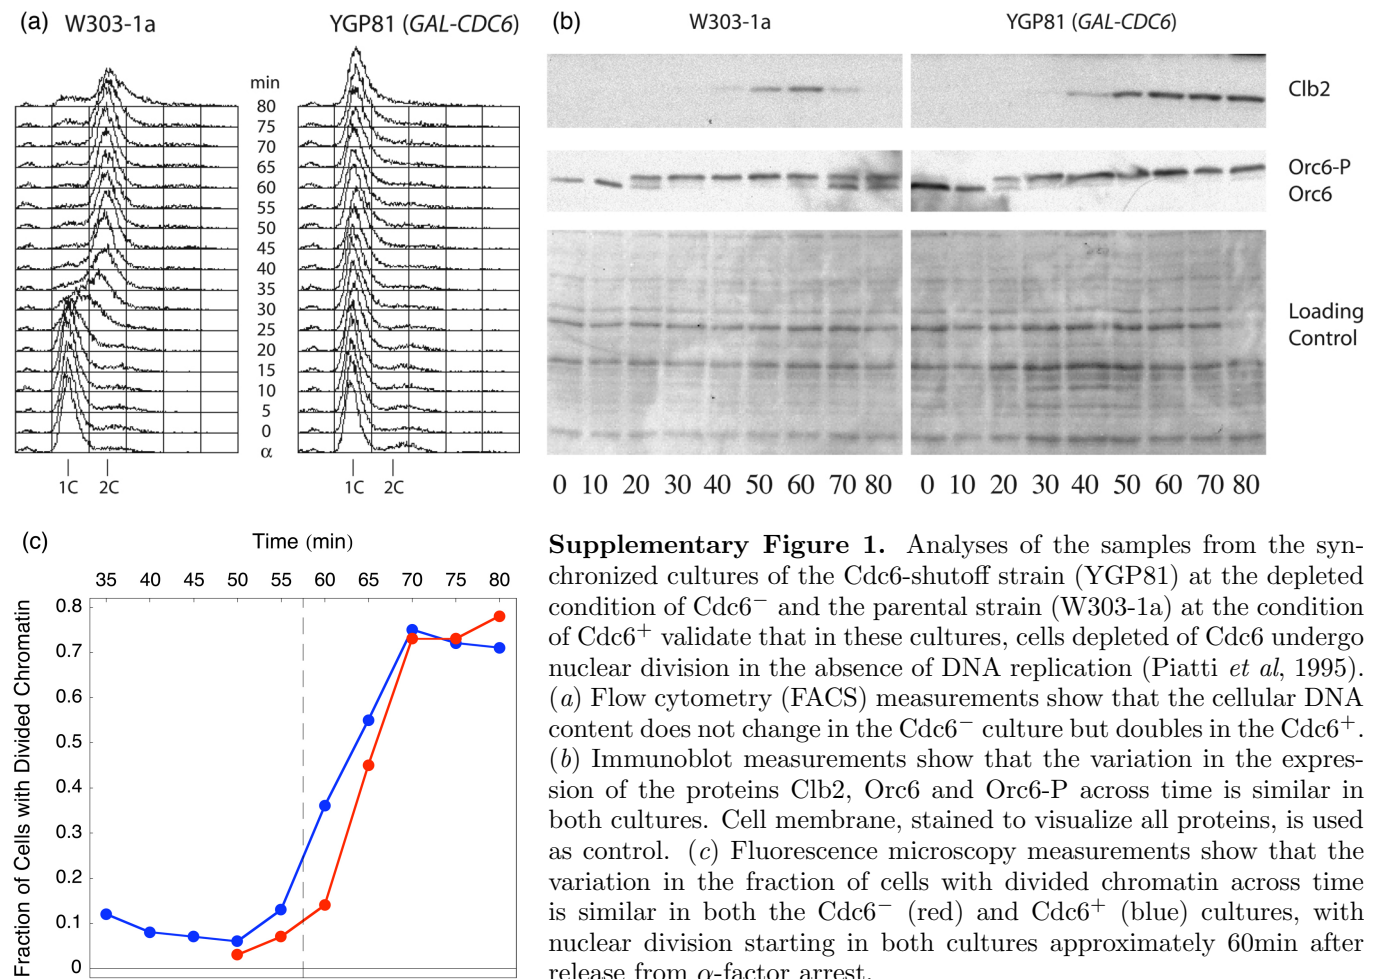 (a) W303-1a YGP81 (GAL-CDC6)
min
80
75
70
65
60
55
50
45
40
35
30
25
20
15
10
5
0
α
1C 2C 1C 2C
(b) W303-1a YGP81 (GAL-CDC6)
Clb2
Orc6-P
Orc6
Loading
Control
0 10 20 30 40 50 60 70 80 0 10 20 30 40 50 60 70 80
(c) Time (min)
35 40 45 50 55 60 65 70 75 80
Fraction of Cells with Divided Chromatin
0.8
0.7
0.6
0.5
0.4
0.3
0.2
0.1
0
Supplementary Figure 1. Analyses of the samples from the syn-
chronized cultures of the Cdc6-shutoff strain (YGP81) at the depleted
condition of Cdc6⁻ and the parental strain (W303-1a) at the condition
of Cdc6⁺ validate that in these cultures, cells depleted of Cdc6 undergo
nuclear division in the absence of DNA replication (Piatti et al, 1995).
(a) Flow cytometry (FACS) measurements show that the cellular DNA
content does not change in the Cdc6⁻ culture but doubles in the Cdc6⁺.
(b) Immunoblot measurements show that the variation in the expres-
sion of the proteins Clb2, Orc6 and Orc6-P across time is similar in
both cultures. Cell membrane, stained to visualize all proteins, is used
as control. (c) Fluorescence microscopy measurements show that the
variation in the fraction of cells with divided chromatin across time
is similar in both the Cdc6⁻ (red) and Cdc6⁺ (blue) cultures, with
nuclear division starting in both cultures approximately 60min after
release from α-factor arrest.